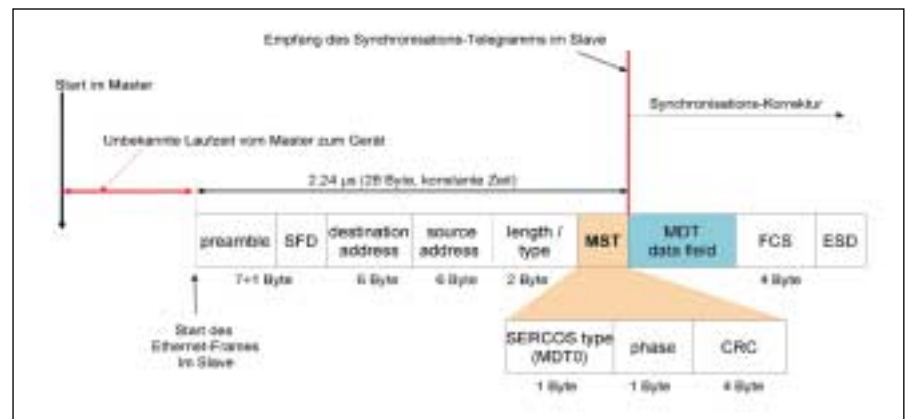 Empfang des Synchronisations-Telegramms im Slave
Start im Master
Synchronisations-Korrektur
Unbekannte Laufzeit vom Master zum Gerät
2.24 µs (28 Byte, konstante Zeit)
preamble
SFD
destination
address
source
address
length /
type
MST
MDT
data field
FCS
ESD
7+1 Byte
6 Byte
6 Byte
2 Byte
4 Byte
Start des
Ethernet-Frames
im Slave
SERCOS type
(MDT0)
phase
CRC
1 Byte
1 Byte
4 Byte